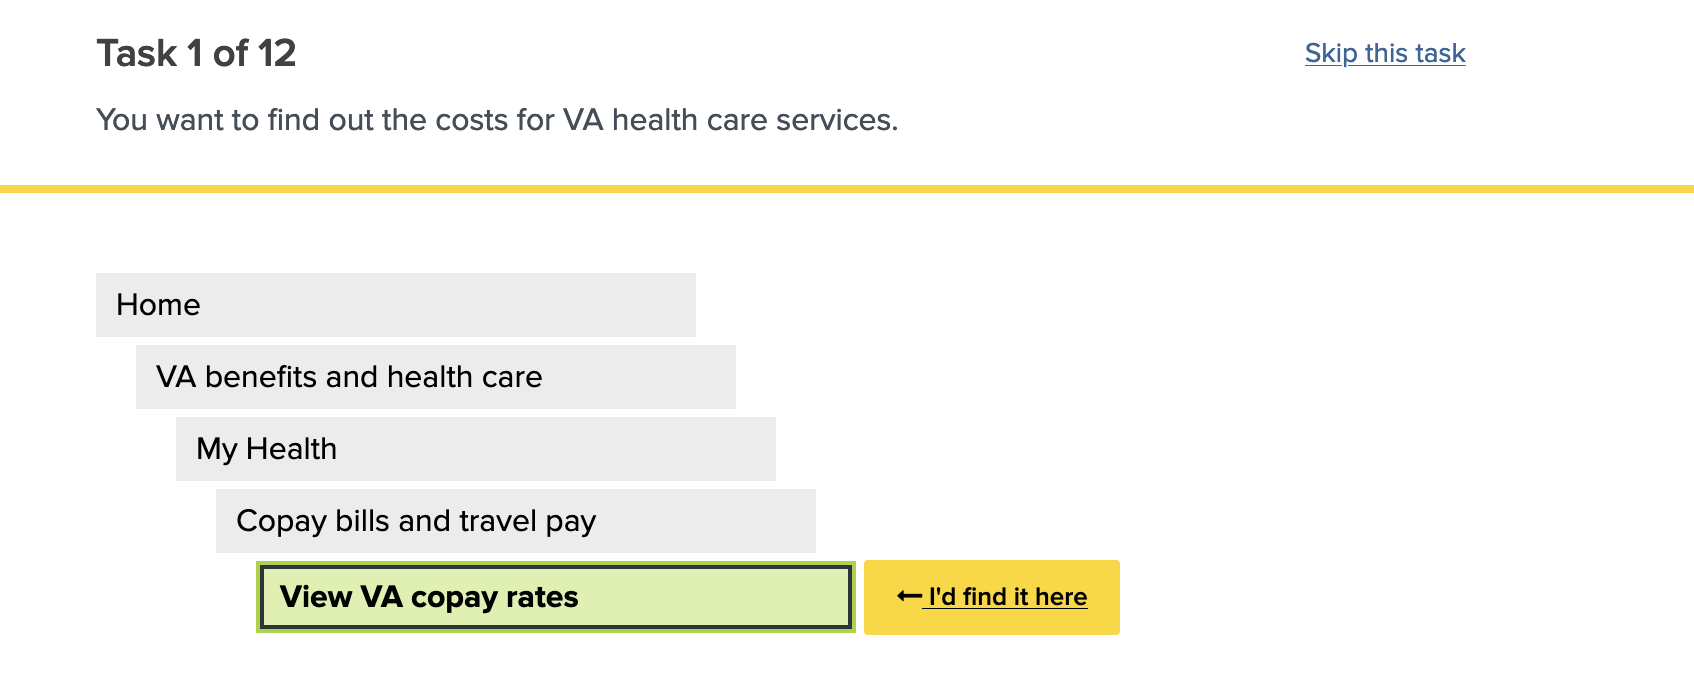 Task 1 of 12
Skip this task
You want to find out the costs for VA health care services.
Home
VA benefits and health care
My Health
Copay bills and travel pay
View VA copay rates
← I'd find it here